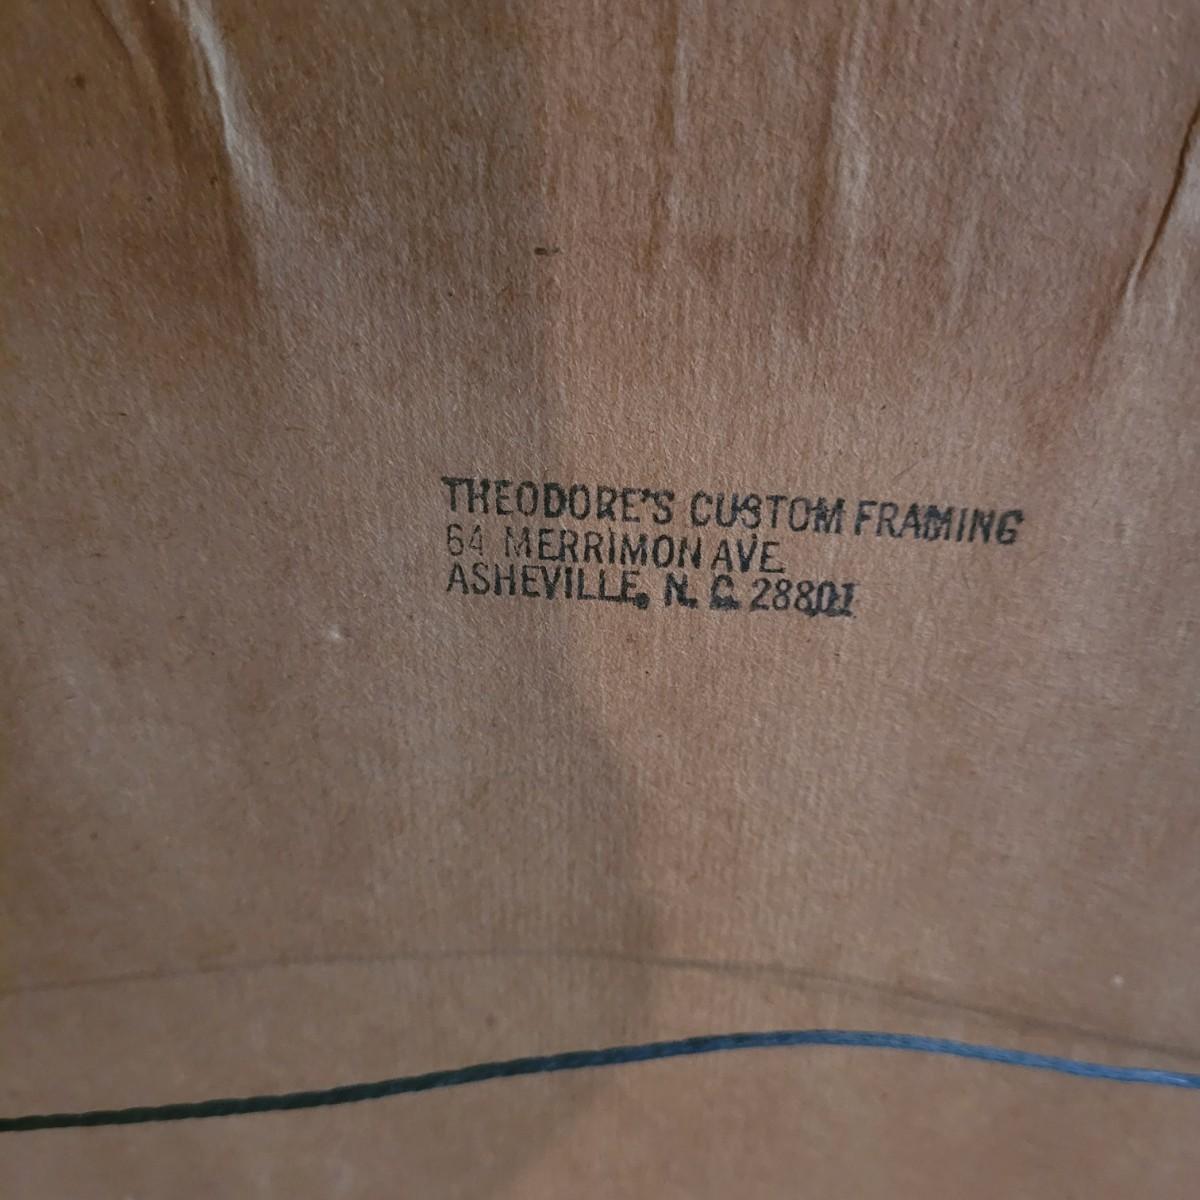 THEODORE'S CUSTOM FRAMING
64 MERRIMON AVE
ASHEVILLE, N. C. 28801